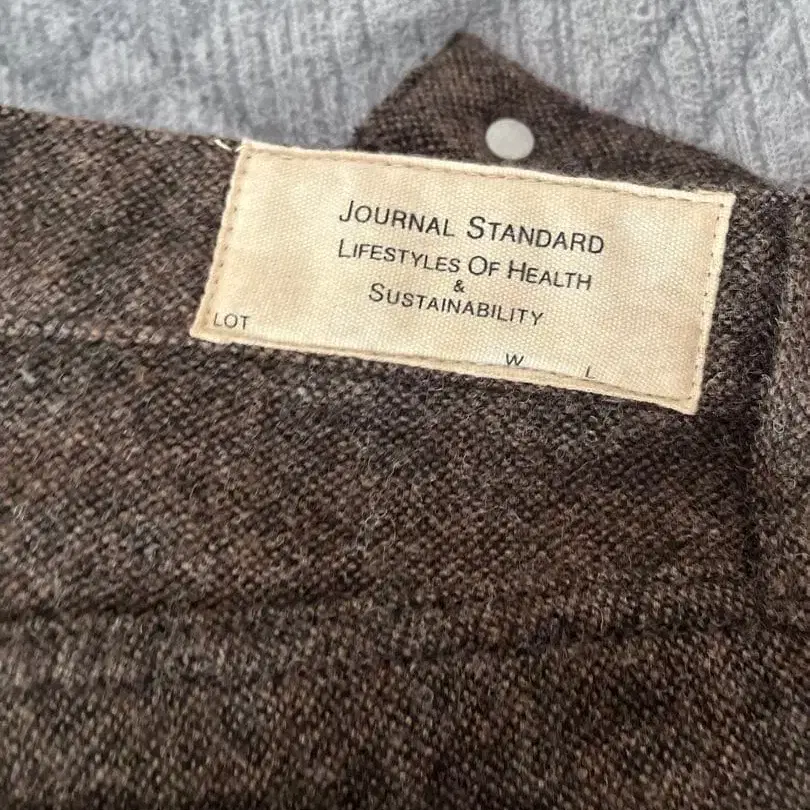 JOURNAL STANDARD
LIFESTYLES OF HEALTH
&
SUSTAINABILITY
LOT
W L